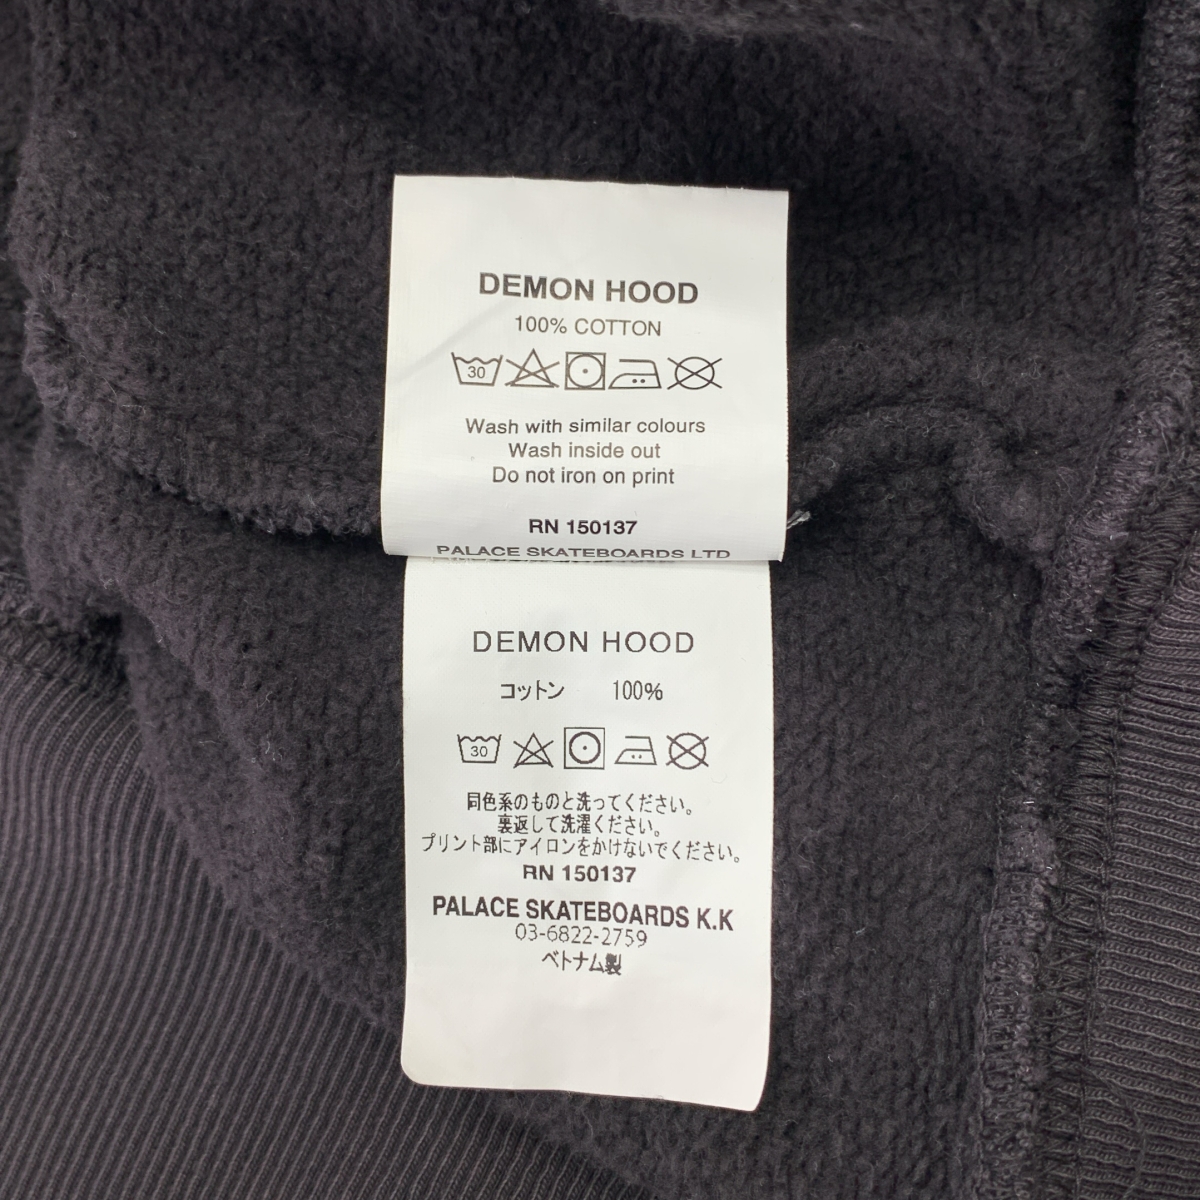 DEMON HOOD
100% COTTON
30
Wash with similar colours
Wash inside out
Do not iron on print
RN 150137
PALACE SKATEBOARDS LTD
DEMON HOOD
コットン 100%
30
同色系のものと洗ってください。
裏返して洗濯ください。
プリント部にアイロンをかけないでください。
RN 150137
PALACE SKATEBOARDS K.K
03-6822-2759
ベトナム製